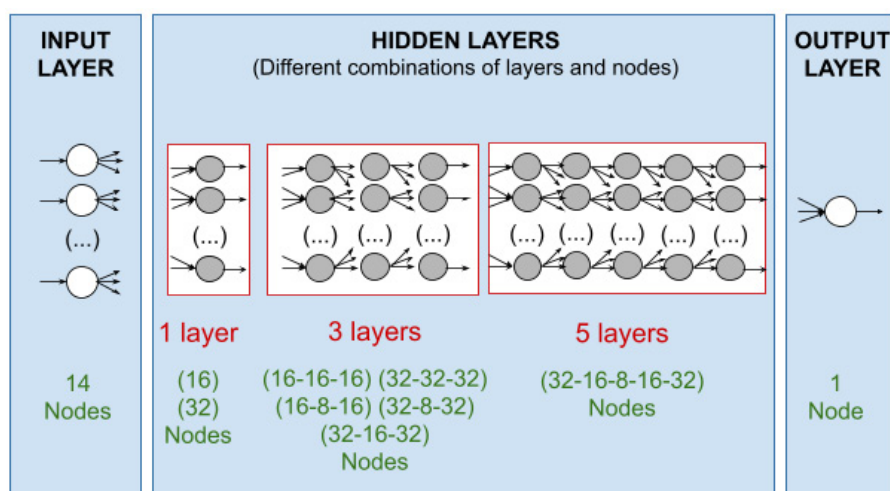 INPUT
LAYER
(...)
14
Nodes
HIDDEN LAYERS
(Different combinations of layers and nodes)
(...)
(...) (...) (...)
(...) (...) (...) (...) (...)
1 layer
3 layers
5 layers
(16)
(32)
Nodes
(16-16-16) (32-32-32)
(16-8-16) (32-8-32)
(32-16-32)
Nodes
(32-16-8-16-32)
Nodes
OUTPUT
LAYER
1
Node